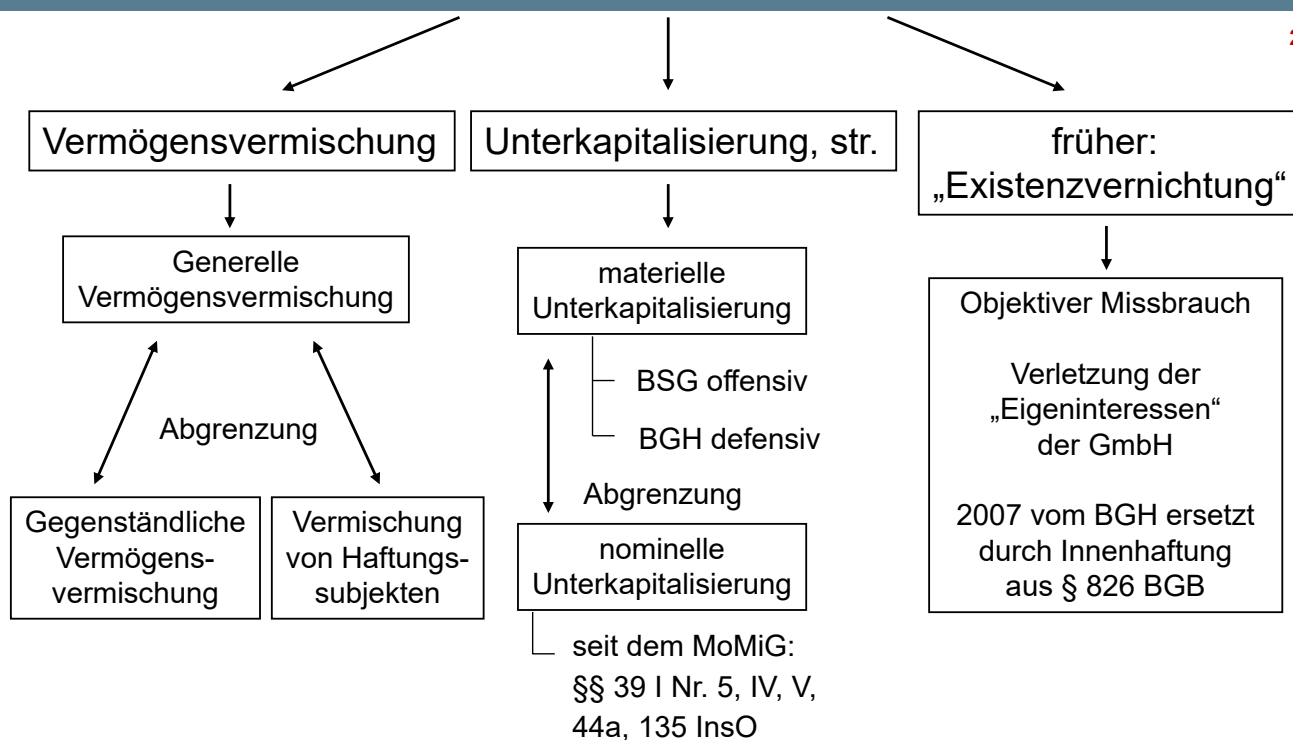 2
Vermögensvermischung
Generelle
Vermögensvermischung
Abgrenzung
Gegenständliche
Vermögens-
vermischung
Vermischung
von Haftungs-
subjekten
Unterkapitalisierung, str.
materielle
Unterkapitalisierung
BSG offensiv
BGH defensiv
Abgrenzung
nominelle
Unterkapitalisierung
seit dem MoMiG:
§§ 39 I Nr. 5, IV, V,
44a, 135 InsO
früher:
„Existenzvernichtung“
Objektiver Missbrauch
Verletzung der
„Eigeninteressen“
der GmbH
2007 vom BGH ersetzt
durch Innenhaftung
aus § 826 BGB